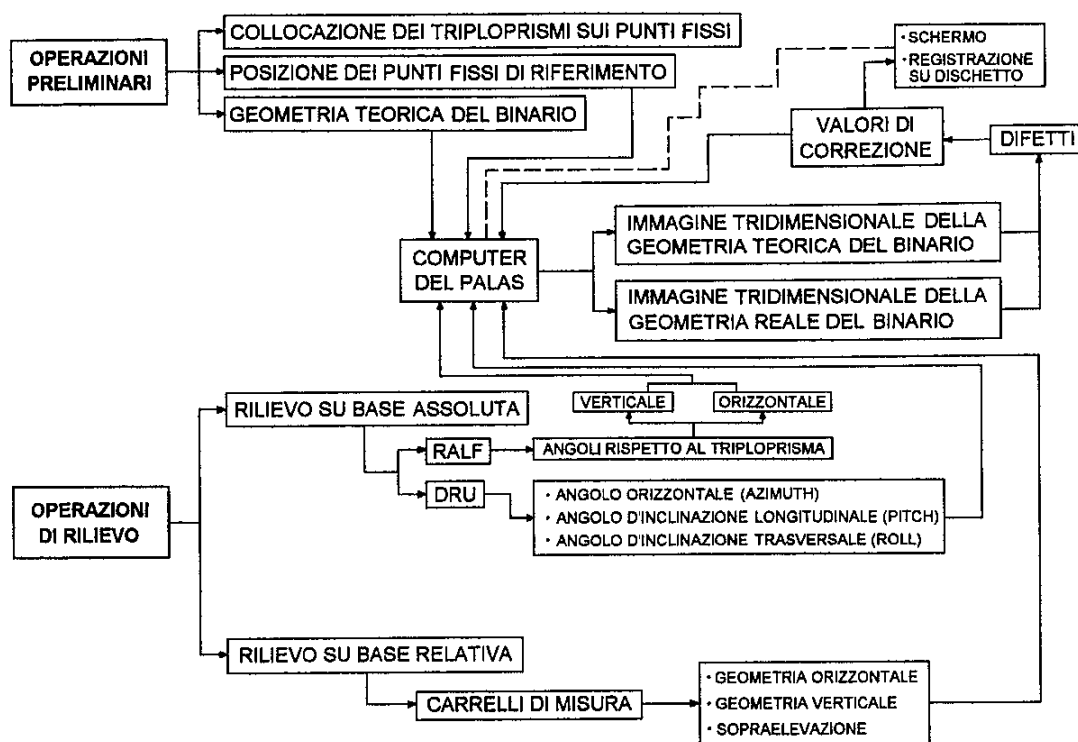 OPERAZIONI
PRELIMINARI
COLLOCAZIONE DEI TRIPLOPRISMI SUI PUNTI FISSI
POSIZIONE DEI PUNTI FISSI DI RIFERIMENTO
GEOMETRIA TEORICA DEL BINARIO
· SCHERMO
· REGISTRAZIONE
SU DISCHETTO
VALORI DI
CORREZIONE
DIFETTI
COMPUTER
DEL PALAS
IMMAGINE TRIDIMENSIONALE DELLA
GEOMETRIA TEORICA DEL BINARIO
IMMAGINE TRIDIMENSIONALE DELLA
GEOMETRIA REALE DEL BINARIO
OPERAZIONI
DI RILIEVO
RILIEVO SU BASE ASSOLUTA
VERTICALE
ORIZZONTALE
RALF
ANGOLI RISPETTO AL TRIPLOPRISMA
DRU
· ANGOLO ORIZZONTALE (AZIMUTH)
· ANGOLO D'INCLINAZIONE LONGITUDINALE (PITCH)
· ANGOLO D'INCLINAZIONE TRASVERSALE (ROLL)
RILIEVO SU BASE RELATIVA
CARRELLI DI MISURA
· GEOMETRIA ORIZZONTALE
· GEOMETRIA VERTICALE
· SOPRAELEVAZIONE